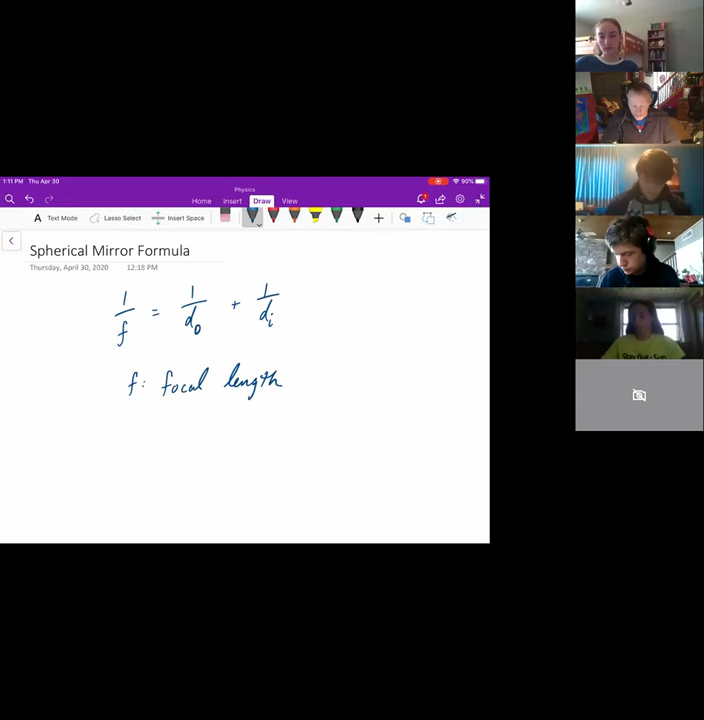 1:11 PM Thu Apr 30
90%
Physics
Home Insert Draw View
Text Mode Lasso Select Insert Space
Spherical Mirror Formula
Thursday, April 30, 2020 12:18 PM
1/f = 1/d₀ + 1/dᵢ
f: focal length